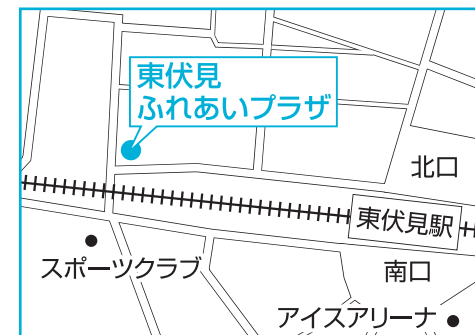 東伏見
ふれあいプラザ
北口
東伏見駅
スポーツクラブ
南口
アイスアリーナ